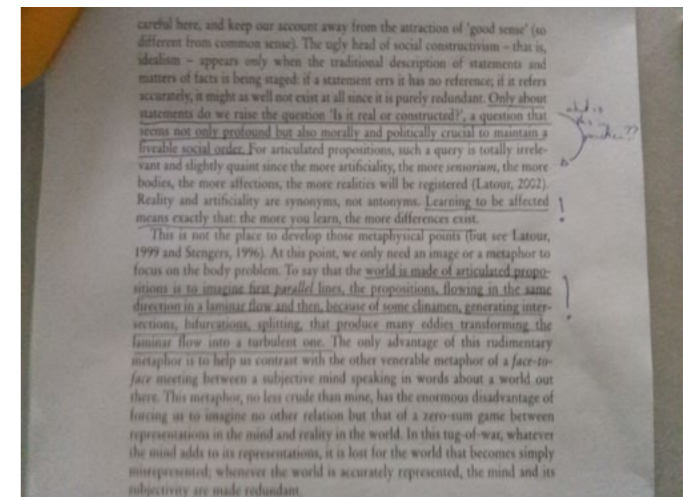 careful here, and keep our account away from the attraction of 'good sense' (so
different from common sense). The ugly head of social constructivism – that is,
idealism – appears only when the traditional description of statements and
matters of facts is being staged: if a statement errs it has no reference; if it refers
accurately, it might as well not exist at all since it is purely redundant. Only about
statements do we raise the question 'Is it real or constructed?', a question that
seems not only profound but also morally and politically crucial to maintain a
liveable social order. For articulated propositions, such a query is totally irrele-
vant and slightly quaint since the more artificiality, the more sensorium, the more
bodies, the more affections, the more realities will be registered (Latour, 2002).
Reality and artificiality are synonyms, not antonyms. Learning to be affected
means exactly that: the more you learn, the more differences exist.
This is not the place to develop those metaphysical points (but see Latour,
1999 and Stengers, 1996). At this point, we only need an image or a metaphor to
focus on the body problem. To say that the world is made of articulated propo-
sitions is to imagine first parallel lines, the propositions, flowing in the same
direction in a laminar flow and then, because of some clinamen, generating inter-
sections, bifurcations, splitting, that produce many eddies transforming the
laminar flow into a turbulent one. The only advantage of this rudimentary
metaphor is to help us contrast with the other venerable metaphor of a face-to-
face meeting between a subjective mind speaking in words about a world out
there. This metaphor, no less crude than mine, has the enormous disadvantage of
forcing us to imagine no other relation but that of a zero-sum game between
representations in the mind and reality in the world. In this tug-of-war, whatever
the mind adds to its representations, it is lost for the world that becomes simply
misrepresented; whenever the world is accurately represented, the mind and its
subjectivity are made redundant.
what is
??
!
!